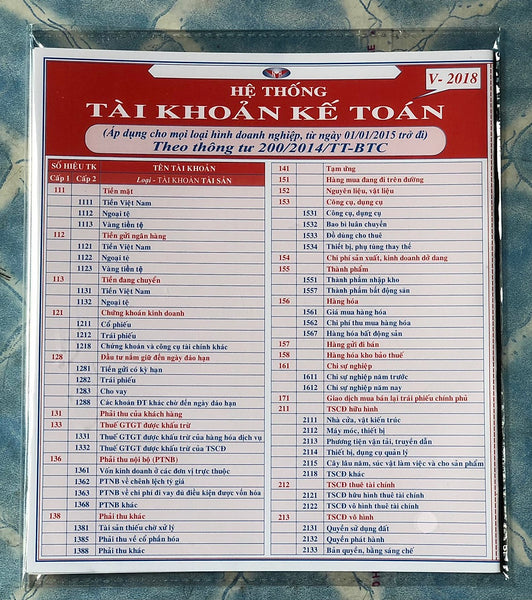 V- 2018
HỆ THỐNG
TÀI KHOẢN KẾ TOÁN
(Áp dụng cho mọi loại hình doanh nghiệp, từ ngày 01/01/2015 trở đi)
Theo thông tư 200/2014/TT-BTC
SỐ HIỆU TK TÊN TÀI KHOẢN
Cấp 1 Cấp 2 Loại - TÀI KHOẢN TÀI SẢN
111 Tiền mặt
1111 Tiền Việt Nam
1112 Ngoại tệ
1113 Vàng tiền tệ
112 Tiền gửi ngân hàng
1121 Tiền Việt Nam
1122 Ngoại tệ
1123 Vàng tiền tệ
113 Tiền đang chuyển
1131 Tiền Việt Nam
1132 Ngoại tệ
121 Chứng khoán kinh doanh
1211 Cổ phiếu
1212 Trái phiếu
1218 Chứng khoán và công cụ tài chính khác
128 Đầu tư nắm giữ đến ngày đáo hạn
1281 Tiền gửi có kỳ hạn
1282 Trái phiếu
1283 Cho vay
1288 Các khoản ĐT khác chờ đến ngày đáo hạn
131 Phải thu của khách hàng
133 Thuế GTGT được khấu trừ
1331 Thuế GTGT được khấu trừ của hàng hóa dịch vụ
1332 Thuế GTGT được khấu trừ của TSCĐ
136 Phải thu nội bộ (PTNB)
1361 Vốn kinh doanh ở các đơn vị trực thuộc
1362 PTNB về chênh lệch tỷ giá
1363 PTNB về chi phí đi vay đủ điều kiện được vốn hóa
1368 PTNB khác
138 Phải thu khác
1381 Tài sản thiếu chờ xử lý
1385 Phải thu về cổ phần hóa
1388 Phải thu khác
141 Tạm ứng
151 Hàng mua đang đi trên đường
152 Nguyên liệu, vật liệu
153 Công cụ, dụng cụ
1531 Công cụ, dụng cụ
1532 Bao bì luân chuyển
1533 Đồ dùng cho thuê
1534 Thiết bị, phụ tùng thay thế
154 Chi phí sản xuất, kinh doanh dở dang
155 Thành phẩm
1551 Thành phẩm nhập kho
1557 Thành phẩm bất động sản
156 Hàng hóa
1561 Giá mua hàng hóa
1562 Chi phí thu mua hàng hóa
1567 Hàng hóa bất động sản
157 Hàng gửi đi bán
158 Hàng hóa kho bảo thuế
161 Chi sự nghiệp
1611 Chi sự nghiệp năm trước
1612 Chi sự nghiệp năm nay
171 Giao dịch mua bán lại trái phiếu chính phủ
211 TSCĐ hữu hình
2111 Nhà cửa, vật kiến trúc
2112 Máy móc, thiết bị
2113 Phương tiện vận tải, truyền dẫn
2114 Thiết bị, dụng cụ quản lý
2115 Cây lâu năm, súc vật làm việc và cho sản phẩm
2118 TSCĐ khác
212 TSCĐ thuê tài chính
2121 TSCĐ hữu hình thuê tài chính
2122 TSCĐ vô hình thuê tài chính
213 TSCĐ vô hình
2131 Quyền sử dụng đất
2132 Quyền phát hành
2133 Bản quyền, bằng sáng chế